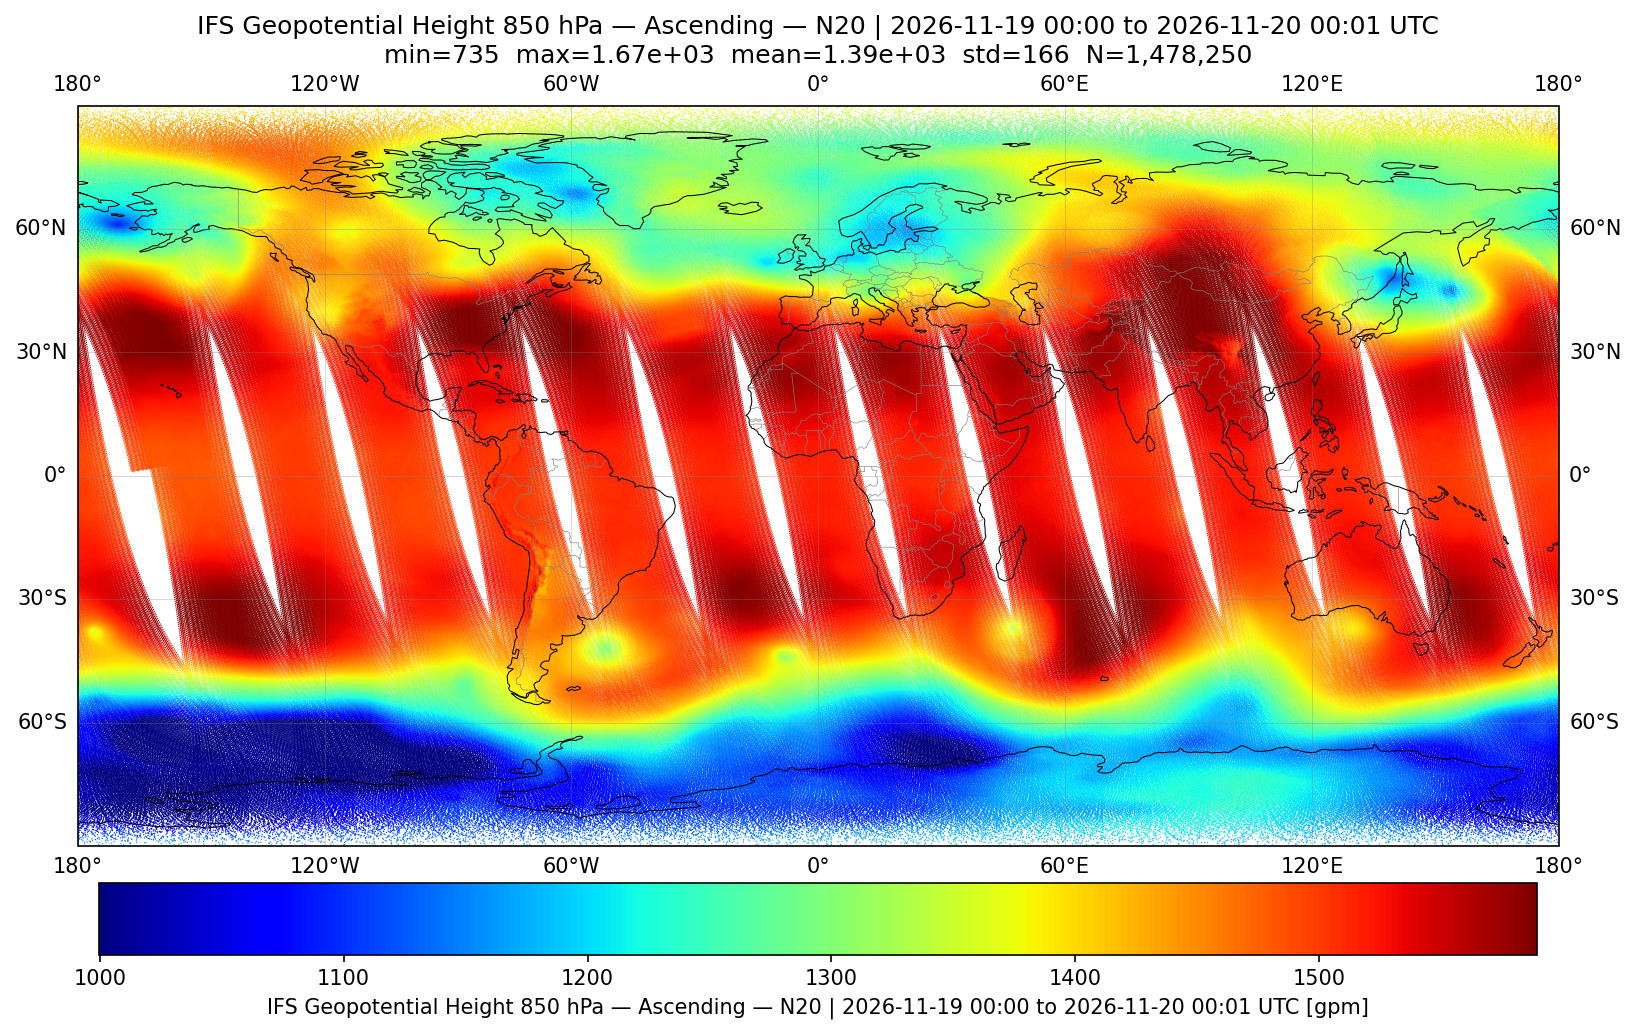 IFS Geopotential Height 850 hPa — Ascending — N20 | 2026-11-19 00:00 to 2026-11-20 00:01 UTC
min=735  max=1.67e+03  mean=1.39e+03  std=166  N=1,478,250
180° 120°W 60°W 0° 60°E 120°E 180°
60°N 60°N
30°N 30°N
0° 0°
30°S 30°S
60°S 60°S
180° 120°W 60°W 0° 60°E 120°E 180°
1000 1100 1200 1300 1400 1500
IFS Geopotential Height 850 hPa — Ascending — N20 | 2026-11-19 00:00 to 2026-11-20 00:01 UTC [gpm]